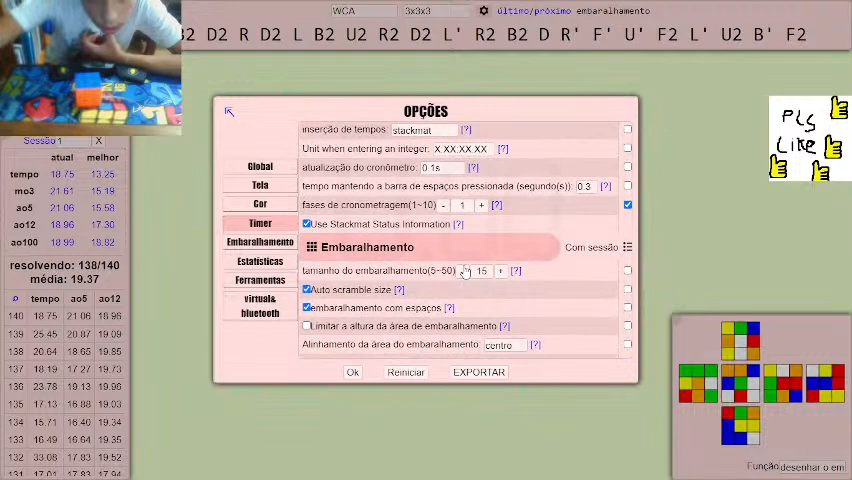 WCA 3x3x3 último/próximo embaralhamento
B2 D2 R D2 L B' B2 U2 R2 D2 L' R2 B2 D R' F' U' F2 L' U2 B' F2
PLS
LIKE
Sessão 1 X
atual melhor
tempo 18.75 13.25
mo3 21.61 15.19
ao5 21.06 15.58
ao12 18.96 17.30
ao100 18.99 18.82
resolvendo: 138/140
média: 19.37
tempo ao5 ao12
140 18.75 21.06 18.96
139 25.45 20.87 19.09
138 20.64 18.65 19.85
137 18.19 17.27 19.73
136 23.78 19.13 19.96
135 17.13 16.88 19.03
134 15.71 16.40 19.34
133 16.49 16.64 19.35
132 33.08 17.83 19.52
131 17.01 17.83 17.94
OPÇÕES
Global
Tela
Cor
Timer
Embaralhamento
Estatísticas
Ferramentas
virtual&
bluetooth
inserção de tempos: stackmat [?]
Unit when entering an integer: X XX:XX.XX [?]
atualização do cronômetro: 0.1s [?]
tempo mantendo a barra de espaços pressionada (segundo(s)): 0.3 [?]
fases de cronometragem(1~10) - 1 + [?]
Use Stackmat Status Information [?]
Embaralhamento Com sessão
tamanho do embaralhamento(5~50) 15 + [?]
Auto scramble size [?]
embaralhamento com espaços [?]
Limitar a altura da área de embaralhamento [?]
Alinhamento da área do embaralhamento: centro [?]
Ok Reiniciar EXPORTAR
Função desenhar o em